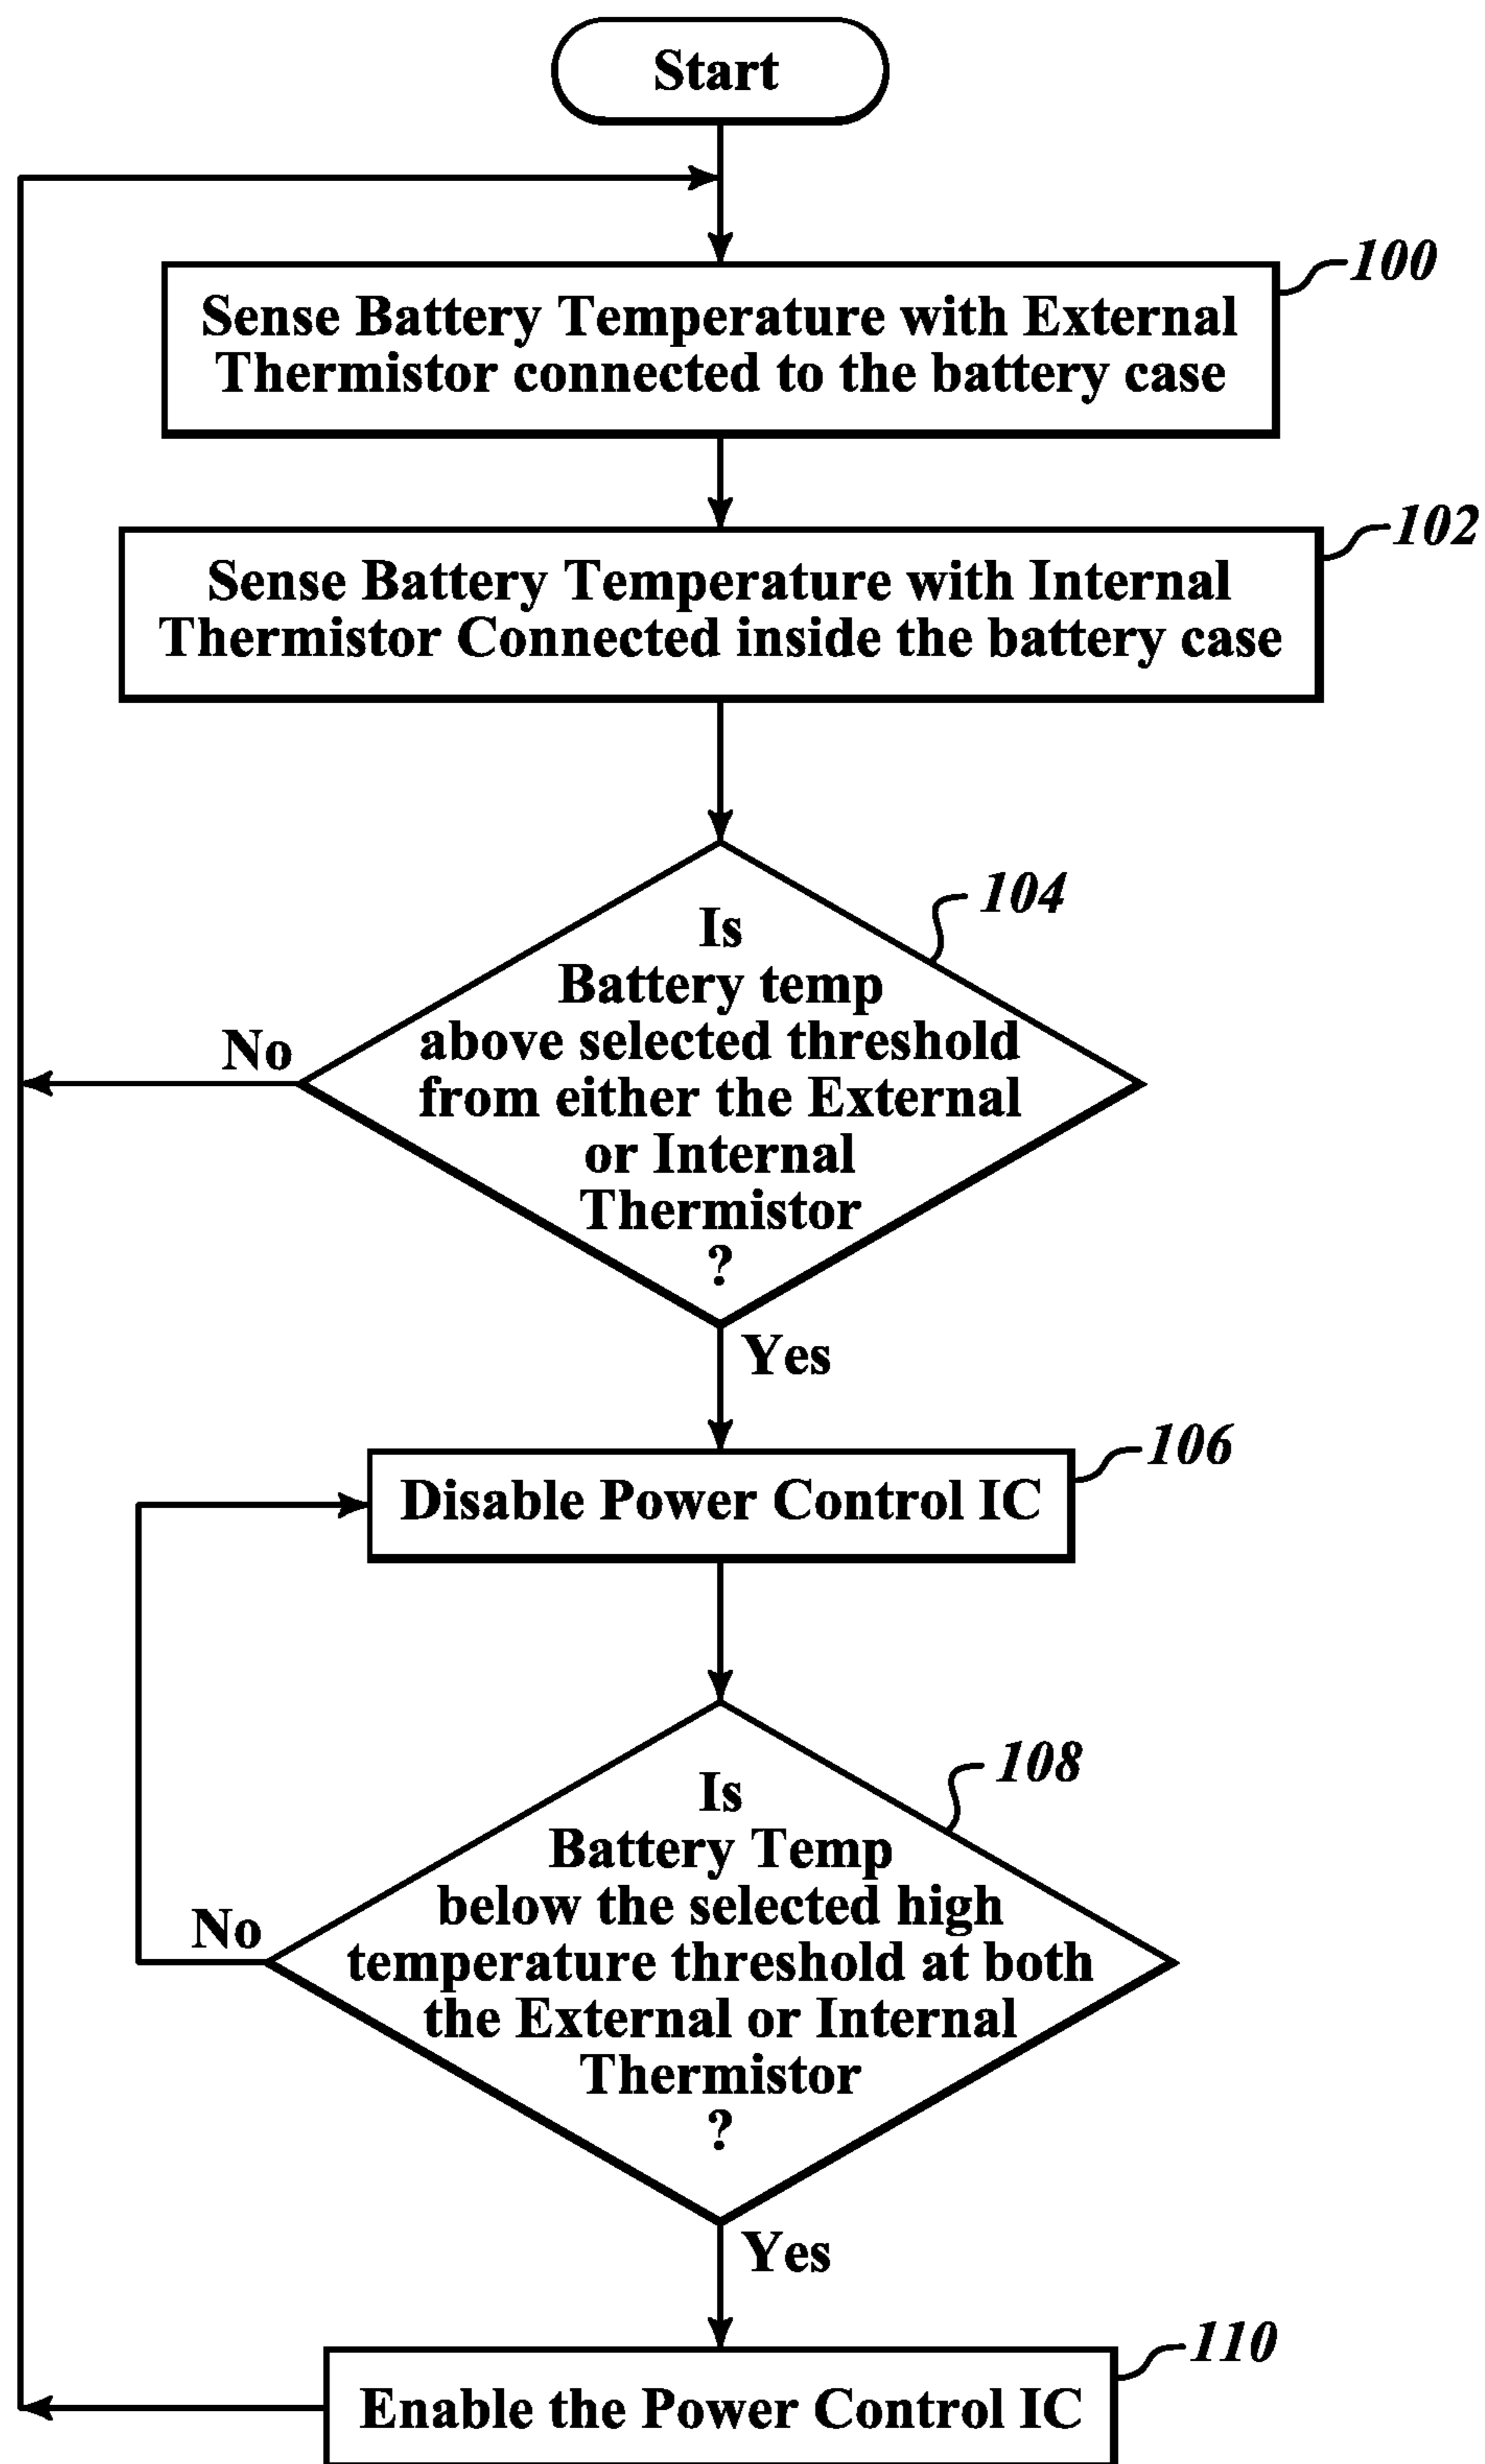 Start
100
Sense Battery Temperature with External
Thermistor connected to the battery case
102
Sense Battery Temperature with Internal
Thermistor Connected inside the battery case
104
Is
Battery temp
above selected threshold
from either the External
or Internal
Thermistor
?
No
Yes
106
Disable Power Control IC
108
Is
Battery Temp
below the selected high
temperature threshold at both
the External or Internal
Thermistor
?
No
Yes
110
Enable the Power Control IC